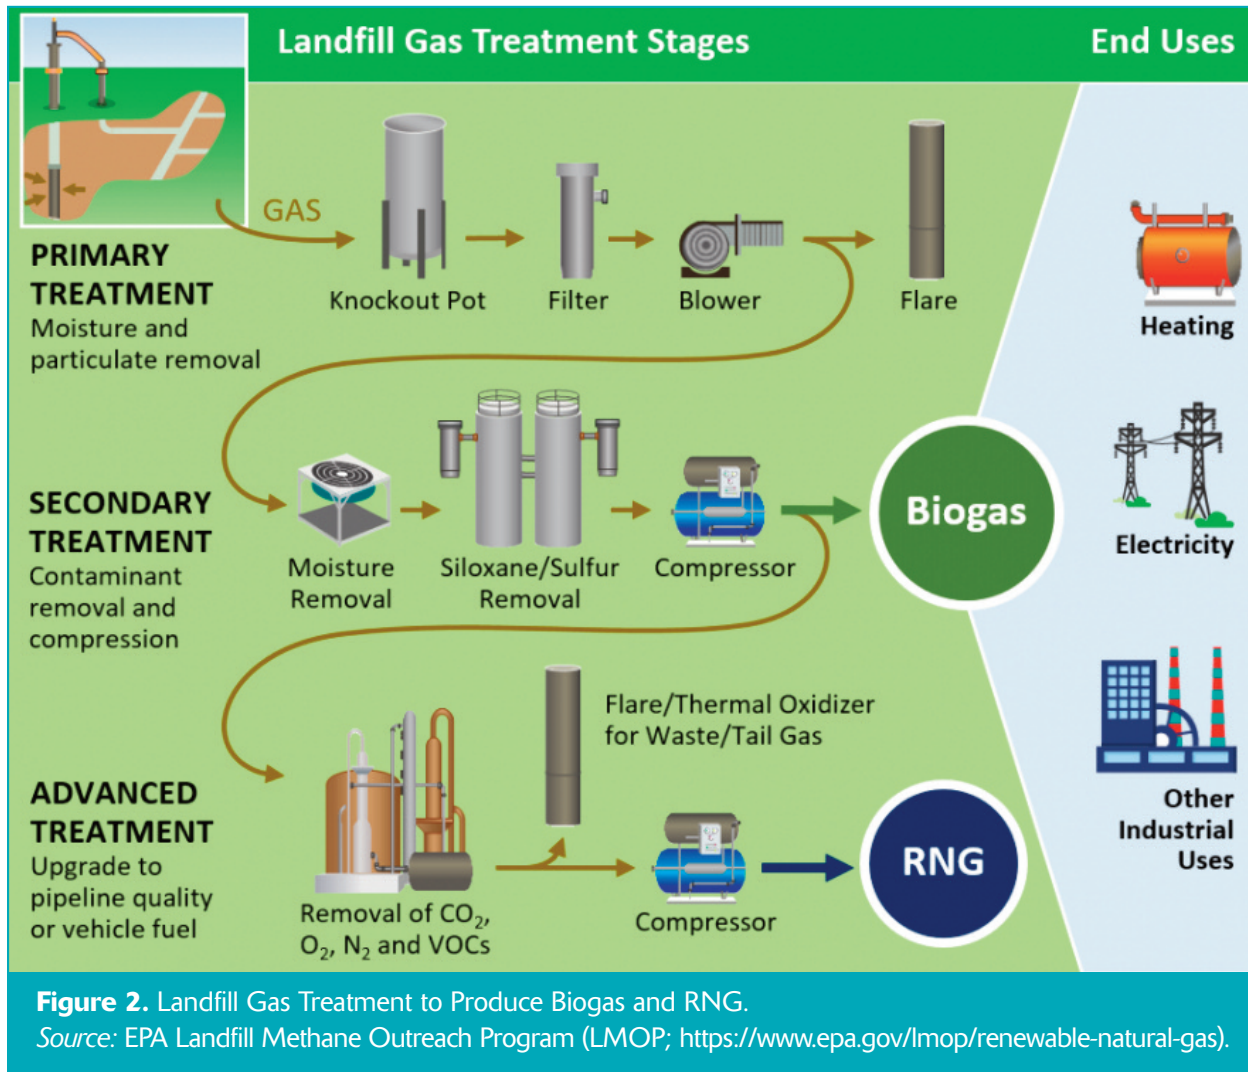 Landfill Gas Treatment Stages
End Uses
GAS
PRIMARY
TREATMENT
Moisture and
particulate removal
Knockout Pot
Filter
Blower
Flare
Heating
SECONDARY
TREATMENT
Contaminant
removal and
compression
Moisture
Removal
Siloxane/Sulfur
Removal
Compressor
Biogas
Electricity
ADVANCED
TREATMENT
Upgrade to
pipeline quality
or vehicle fuel
Removal of CO₂,
O₂, N₂ and VOCs
Flare/Thermal Oxidizer
for Waste/Tail Gas
Compressor
RNG
Other
Industrial
Uses
Figure 2. Landfill Gas Treatment to Produce Biogas and RNG.
Source: EPA Landfill Methane Outreach Program (LMOP; https://www.epa.gov/lmop/renewable-natural-gas).